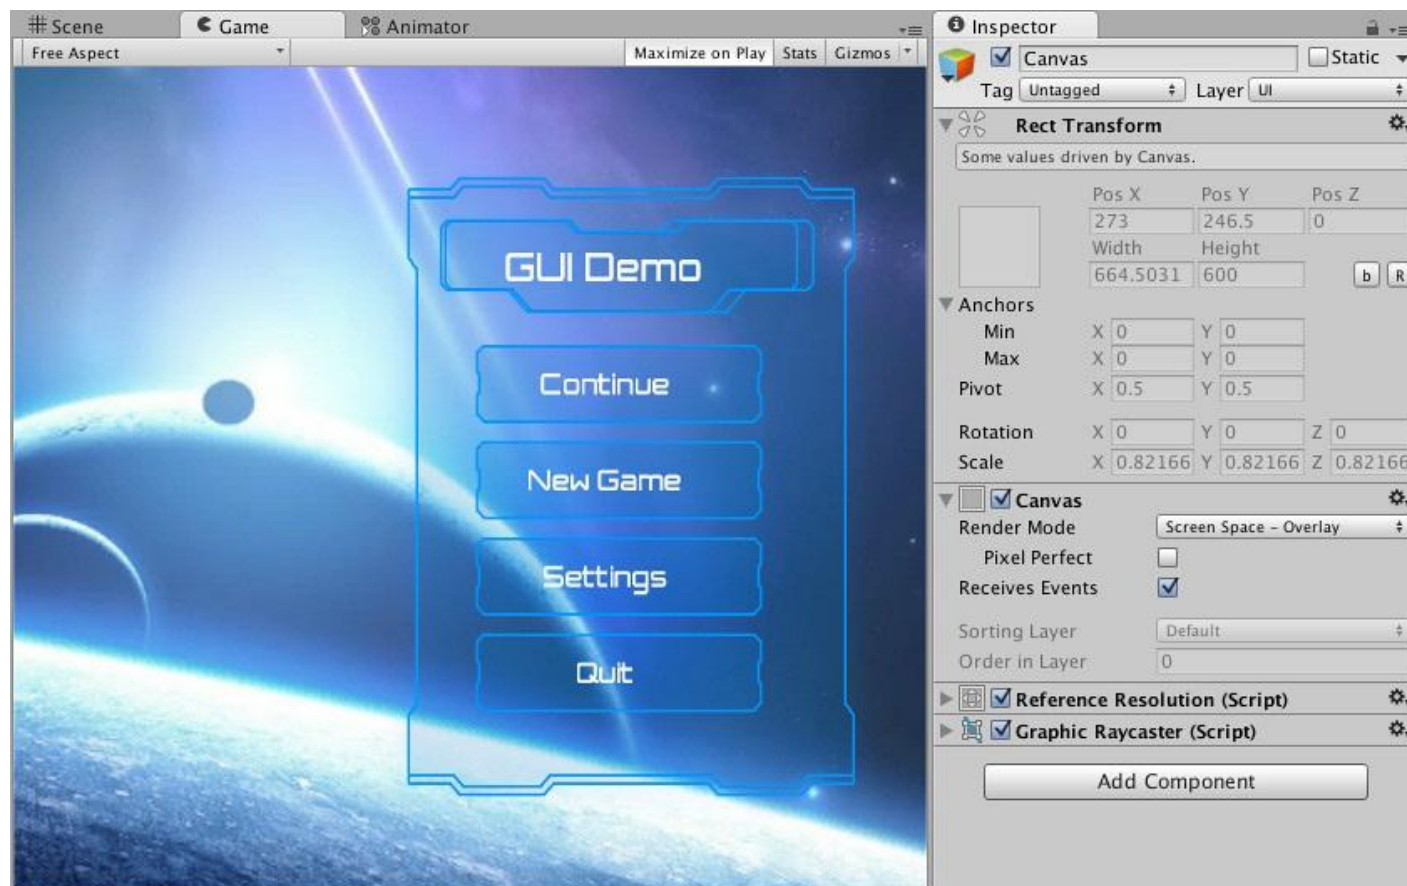 Scene
Game
Animator
Free Aspect
Maximize on Play
Stats
Gizmos
GUI Demo
Continue
New Game
Settings
Quit
Inspector
Canvas
Static
Tag Untagged
Layer UI
Rect Transform
Some values driven by Canvas.
Pos X Pos Y Pos Z
273 246.5 0
Width Height
664.5031 600
b R
Anchors
Min X 0 Y 0
Max X 0 Y 0
Pivot X 0.5 Y 0.5
Rotation X 0 Y 0 Z 0
Scale X 0.82166 Y 0.82166 Z 0.82166
Canvas
Render Mode Screen Space - Overlay
Pixel Perfect
Receives Events
Sorting Layer Default
Order in Layer 0
Reference Resolution (Script)
Graphic Raycaster (Script)
Add Component